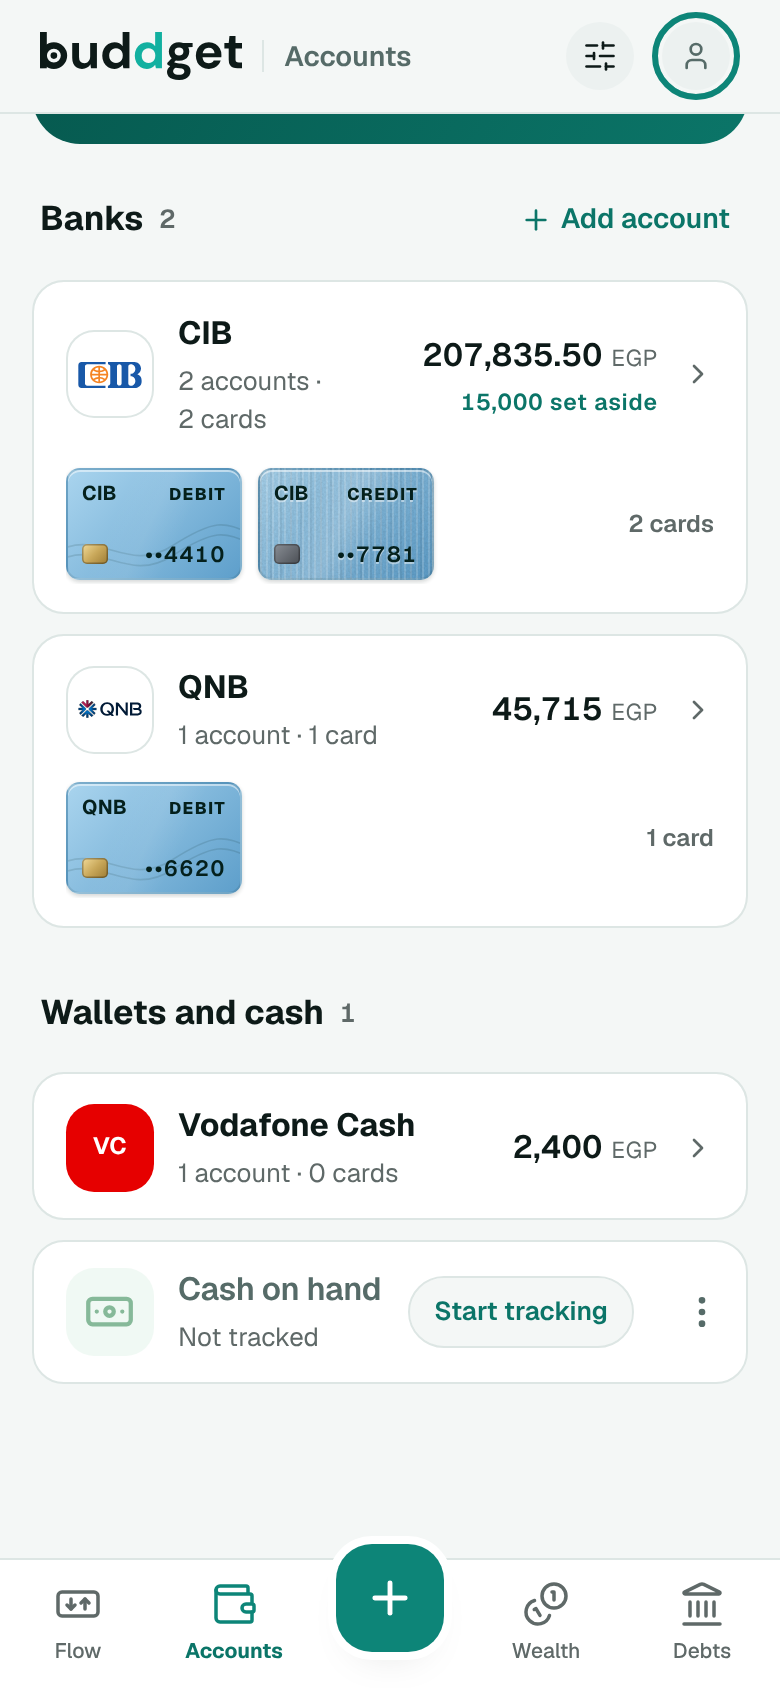 buddget
Accounts
Banks 2
+ Add account
CIB
CIB
2 accounts ·
2 cards
207,835.50 EGP
15,000 set aside
CIB DEBIT
••4410
CIB CREDIT
••7781
2 cards
QNB
QNB
1 account · 1 card
45,715 EGP
QNB DEBIT
••6620
1 card
Wallets and cash 1
VC
Vodafone Cash
1 account · 0 cards
2,400 EGP
Cash on hand
Not tracked
Start tracking
Flow
Accounts
Wealth
Debts